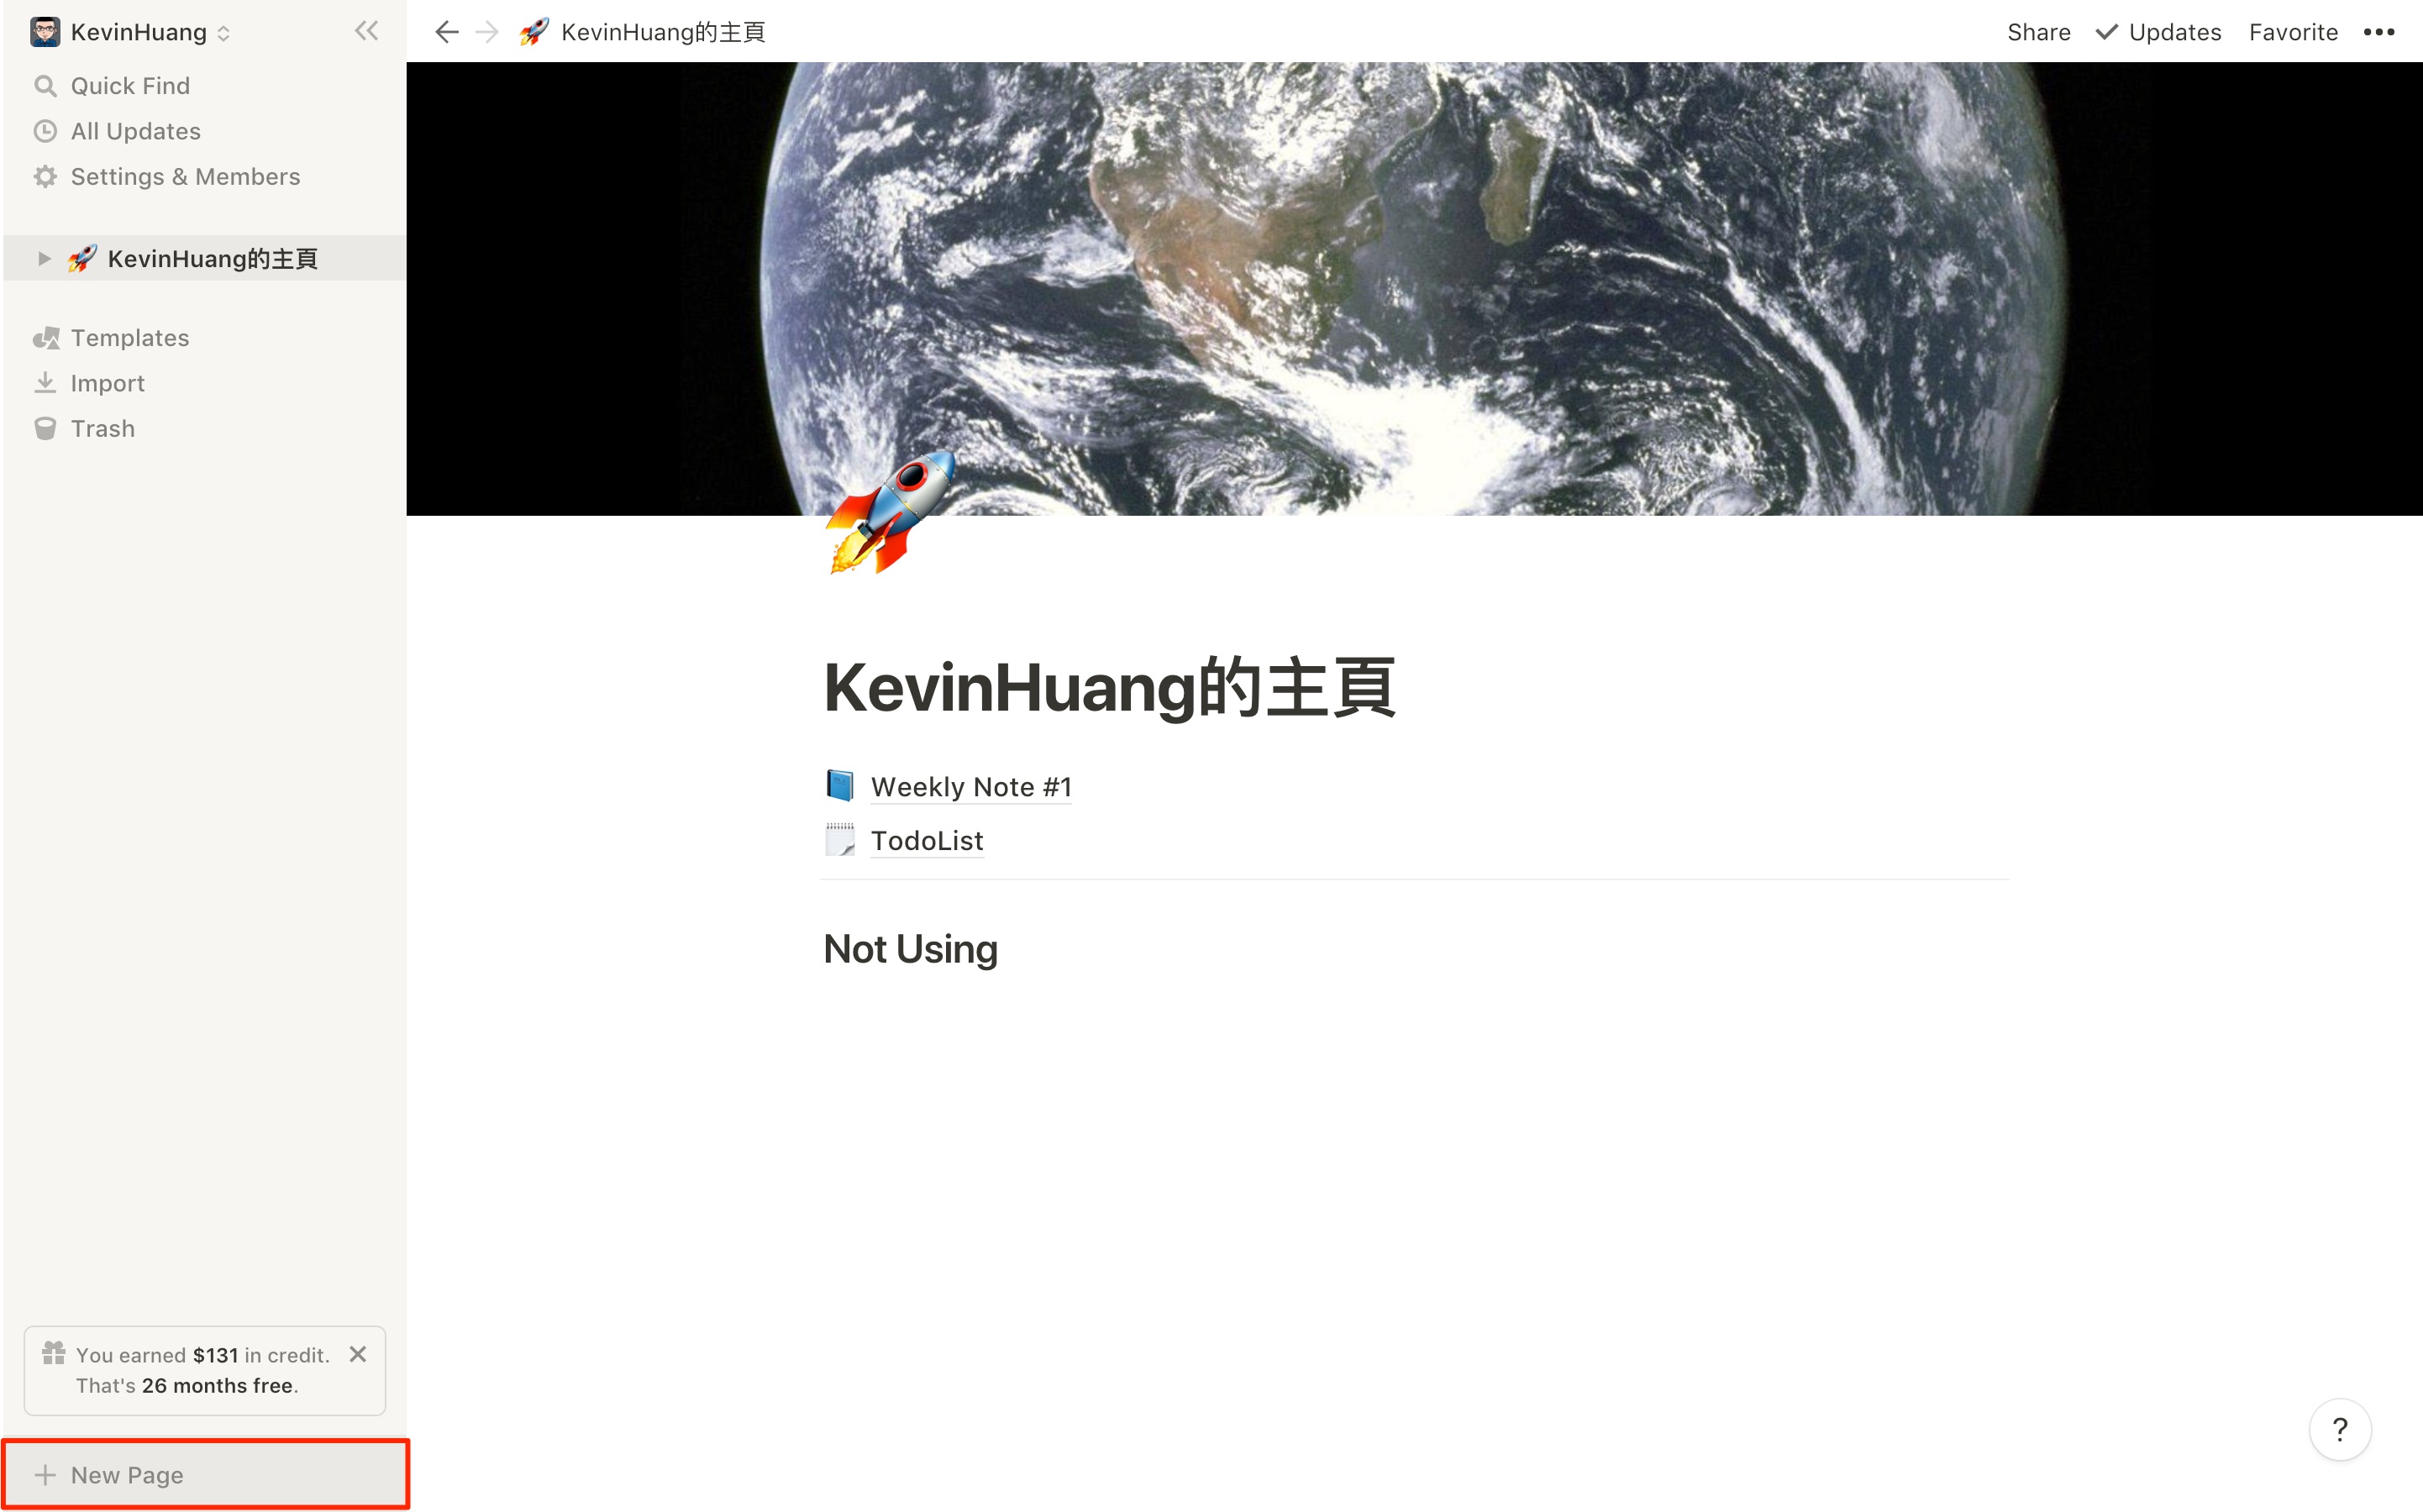 KevinHuang
Quick Find
All Updates
Settings & Members
KevinHuang的主頁
Templates
Import
Trash
You earned $131 in credit.
That's 26 months free.
New Page
KevinHuang的主頁
Share
Updates
Favorite
KevinHuang的主頁
Weekly Note #1
TodoList
Not Using
?